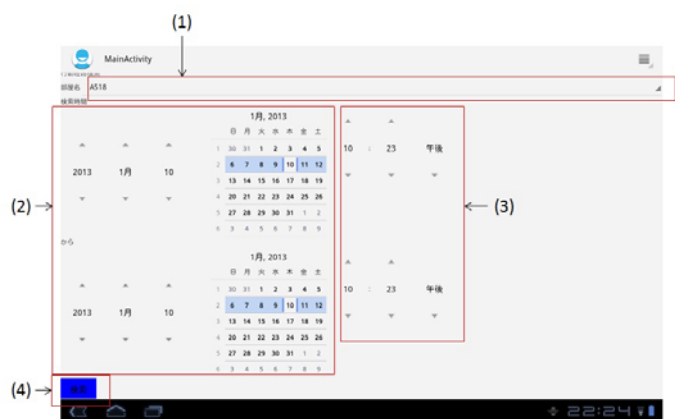 (1)
MainActivity
部屋名 A518
検索時間
1月, 2013
日 月 火 水 木 金 土
1 30 31 1 2 3 4 5
2 6 7 8 9 10 11 12
3 13 14 15 16 17 18 19
4 20 21 22 23 24 25 26
5 27 28 29 30 31 1 2
6 3 4 5 6 7 8 9
2013 1月 10
10 : 23 午後
(2)
(3)
から
1月, 2013
日 月 火 水 木 金 土
1 30 31 1 2 3 4 5
2 6 7 8 9 10 11 12
3 13 14 15 16 17 18 19
4 20 21 22 23 24 25 26
5 27 28 29 30 31 1 2
6 3 4 5 6 7 8 9
2013 1月 10
10 : 23 午後
(4)
検索
22:24